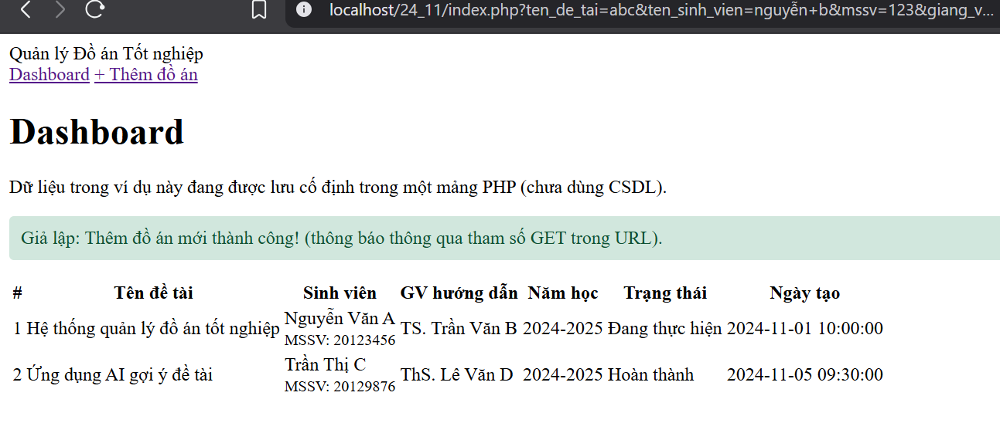 localhost/24_11/index.php?ten_de_tai=abc&ten_sinh_vien=nguyễn+b&mssv=123&giang_v...
Quản lý Đồ án Tốt nghiệp
Dashboard + Thêm đồ án
Dashboard
Dữ liệu trong ví dụ này đang được lưu cố định trong một mảng PHP (chưa dùng CSDL).
Giả lập: Thêm đồ án mới thành công! (thông báo thông qua tham số GET trong URL).
# Tên đề tài Sinh viên GV hướng dẫn Năm học Trạng thái Ngày tạo
1 Hệ thống quản lý đồ án tốt nghiệp Nguyễn Văn A TS. Trần Văn B 2024-2025 Đang thực hiện 2024-11-01 10:00:00
MSSV: 20123456
2 Ứng dụng AI gợi ý đề tài Trần Thị C ThS. Lê Văn D 2024-2025 Hoàn thành 2024-11-05 09:30:00
MSSV: 20129876